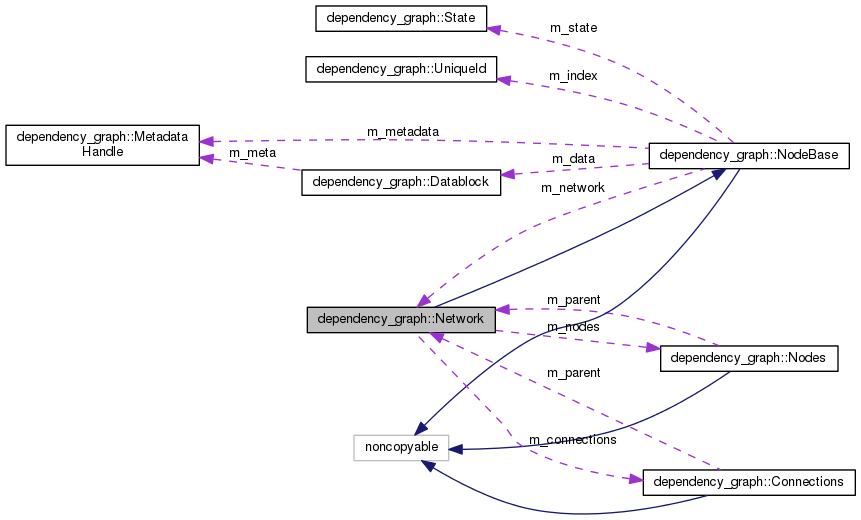 dependency_graph::State
m_state
dependency_graph::UniqueId
m_index
dependency_graph::Metadata
Handle
m_metadata
m_meta
dependency_graph::NodeBase
m_data
dependency_graph::Datablock
m_network
m_parent
dependency_graph::Network
m_nodes
dependency_graph::Nodes
m_parent
m_connections
noncopyable
dependency_graph::Connections